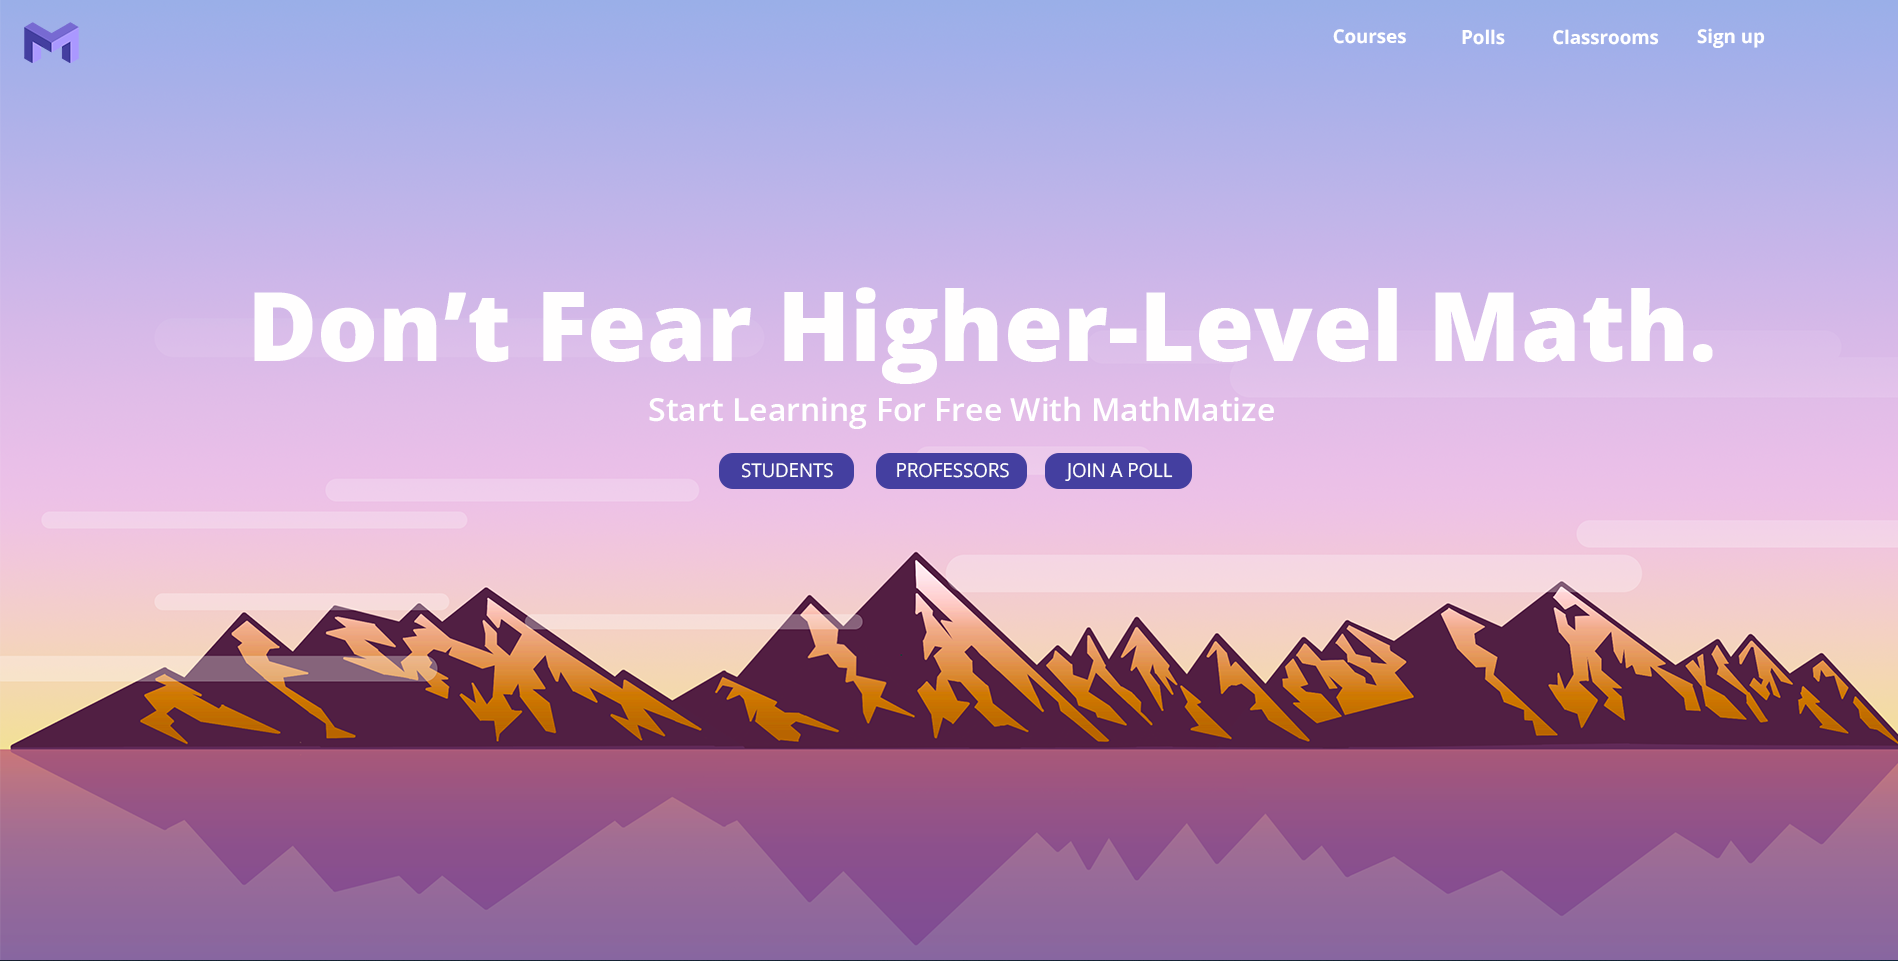 Courses Polls Classrooms Sign up
Don’t Fear Higher-Level Math.
Start Learning For Free With MathMatize
STUDENTS PROFESSORS JOIN A POLL